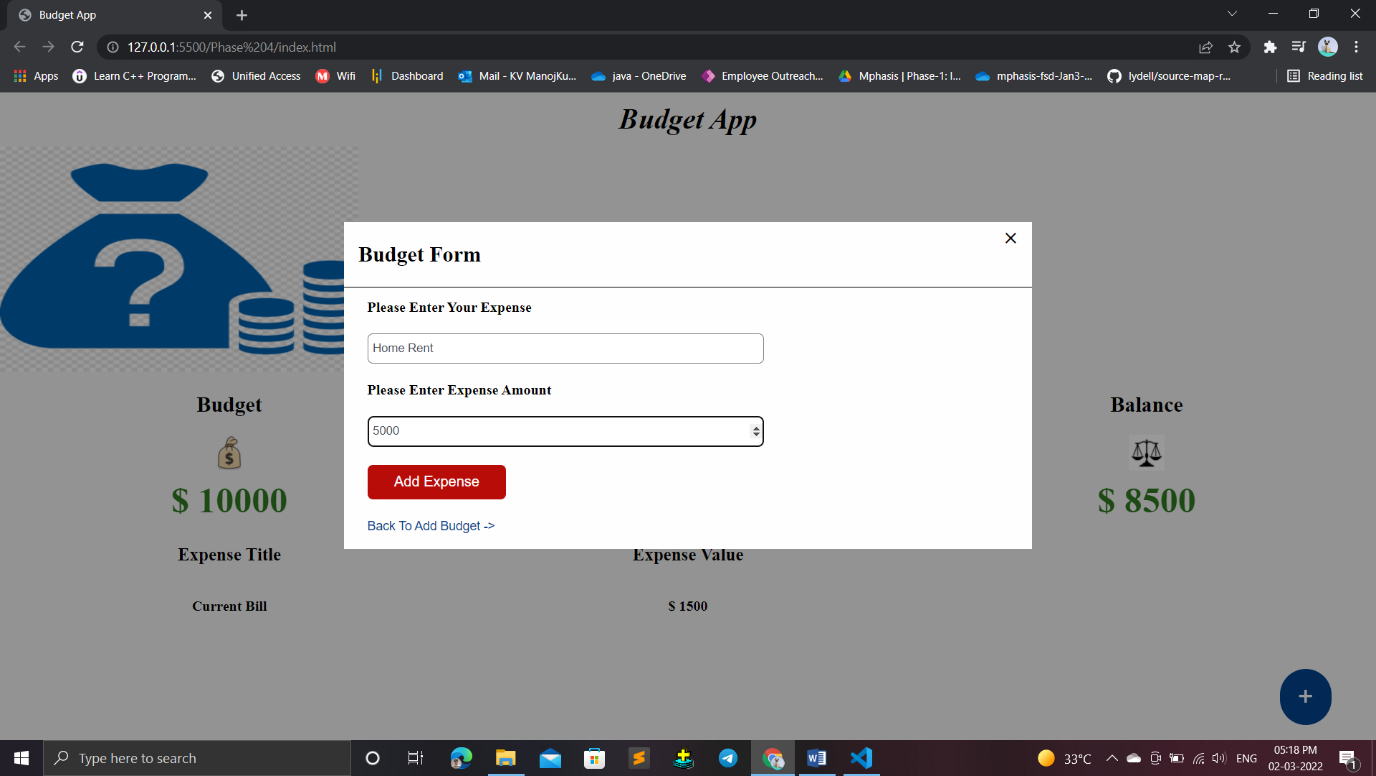 Budget App
127.0.0.1:5500/Phase%204/index.html
Apps
Learn C++ Program...
Unified Access
Wifi
Dashboard
Mail - KV ManojKu...
java - OneDrive
Employee Outreach...
Mphasis | Phase-1: I...
mphasis-fsd-Jan3-...
lydell/source-map-r...
Reading list
Budget App
Budget Form
Please Enter Your Expense
Home Rent
Please Enter Expense Amount
5000
Add Expense
Back To Add Budget ->
Budget
Balance
$ 10000
$ 8500
Expense Title
Expense Value
Current Bill
$ 1500
+
Type here to search
33°C
ENG
05:18 PM
02-03-2022
1